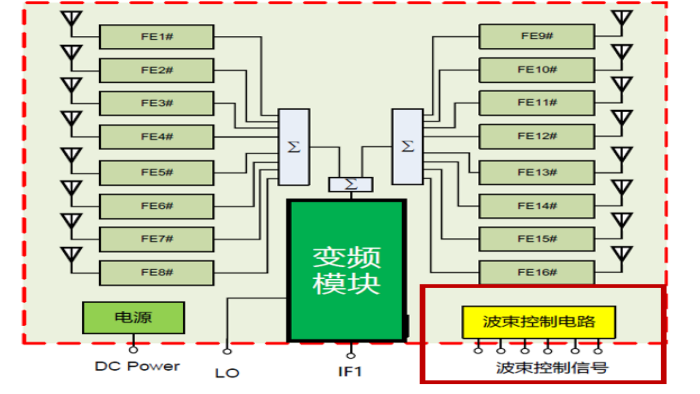 FE1#
FE2#
FE3#
FE4#
FE5#
FE6#
FE7#
FE8#
Σ
Σ
Σ
FE9#
FE10#
FE11#
FE12#
FE13#
FE14#
FE15#
FE16#
变频
模块
电源
波束控制电路
DC Power
LO
IF1
波束控制信号